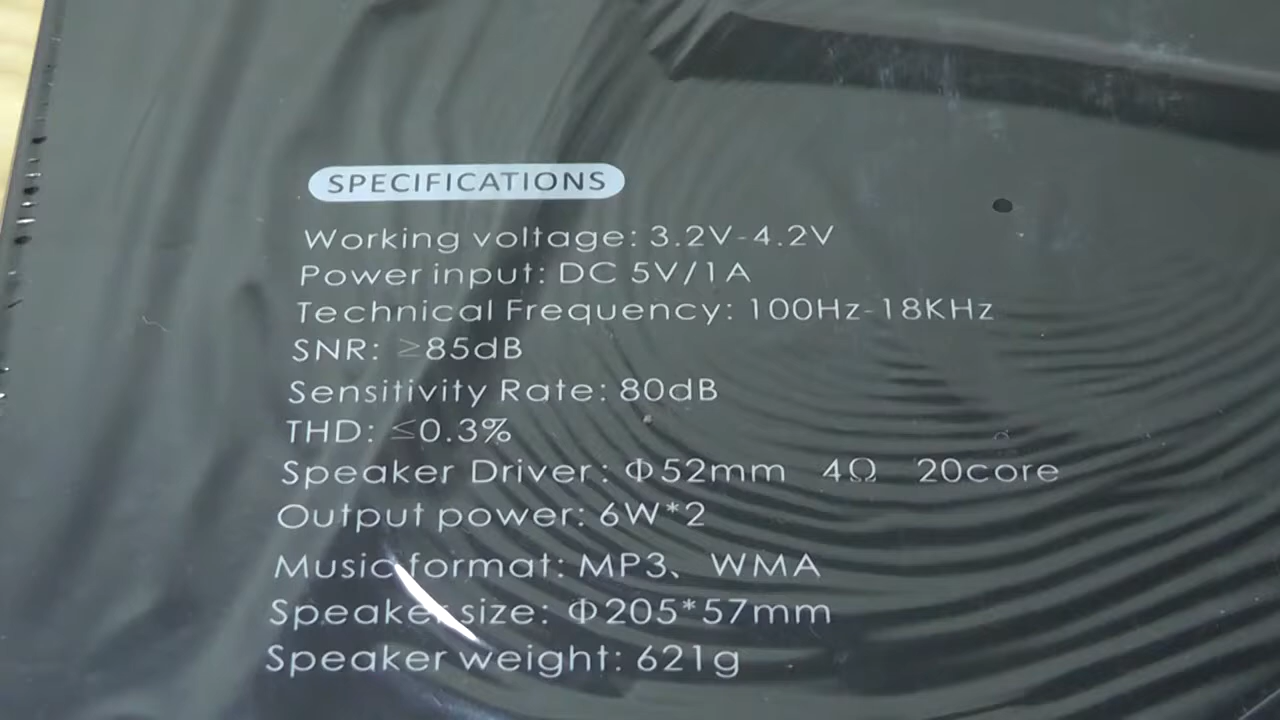 SPECIFICATIONS
Working voltage: 3.2V-4.2V
Power input: DC 5V/1A
Technical Frequency: 100Hz-18KHz
SNR: ≥85dB
Sensitivity Rate: 80dB
THD: ≤0.3%
Speaker Driver: Φ52mm 4Ω 20core
Output power: 6W*2
Music format: MP3、 WMA
Speaker size: Φ205*57mm
Speaker weight: 621g